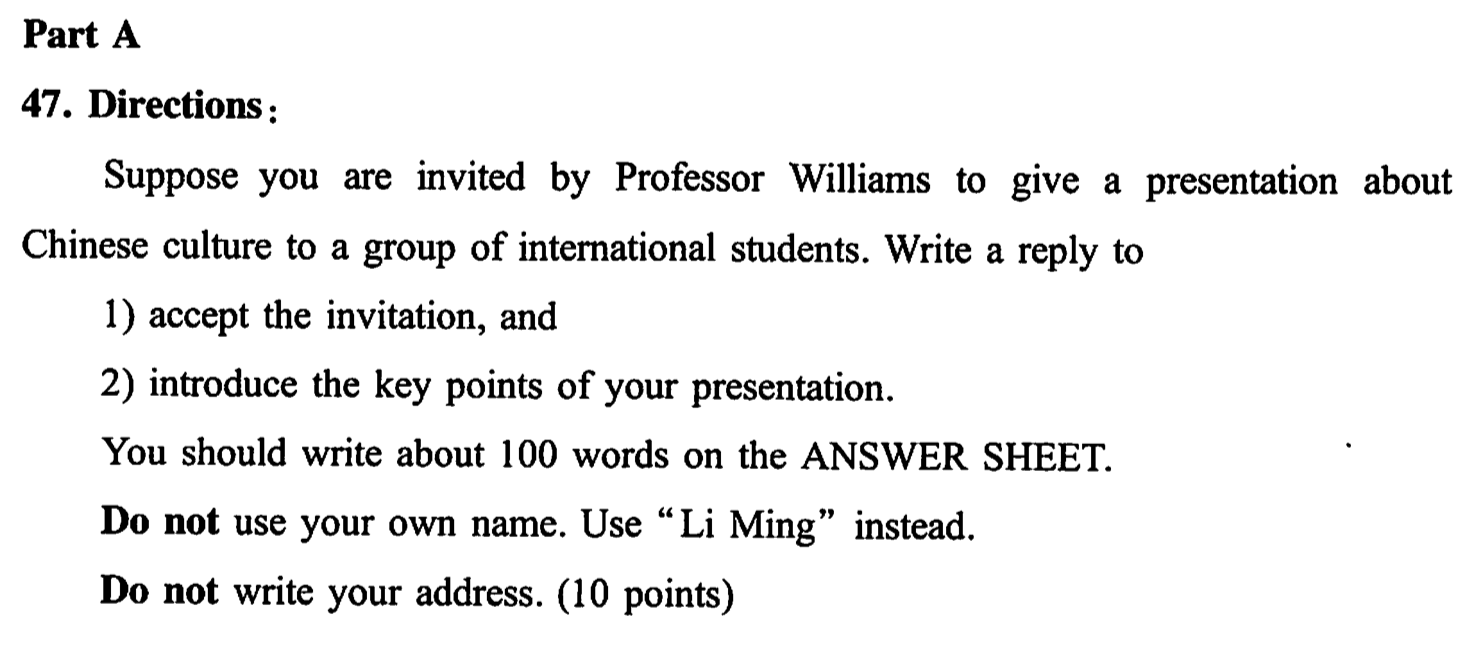 Part A
47. Directions:
Suppose you are invited by Professor Williams to give a presentation about
Chinese culture to a group of international students. Write a reply to
1) accept the invitation, and
2) introduce the key points of your presentation.
You should write about 100 words on the ANSWER SHEET.
Do not use your own name. Use “Li Ming” instead.
Do not write your address. (10 points)